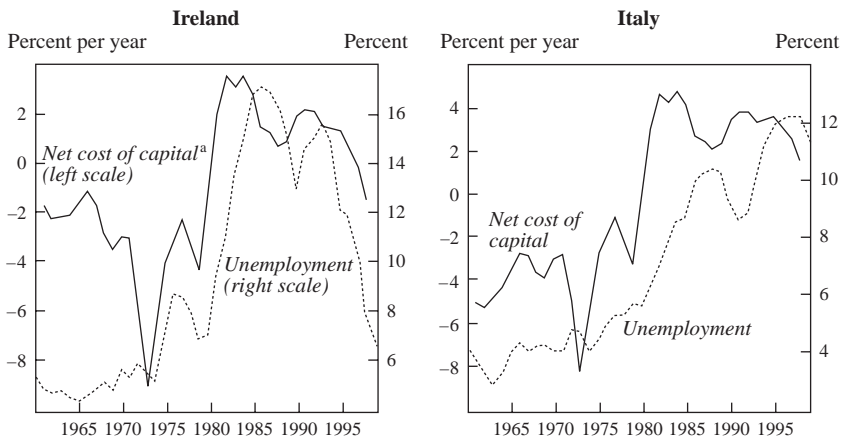 Ireland
Percent per year Percent
2
0
–2
–4
–6
–8
16
14
12
10
8
6
Net cost of capitalᵃ
(left scale)
Unemployment
(right scale)
1965 1970 1975 1980 1985 1990 1995
Italy
Percent per year Percent
4
2
0
–2
–4
–6
–8
12
10
8
6
4
Net cost of
capital
Unemployment
1965 1970 1975 1980 1985 1990 1995